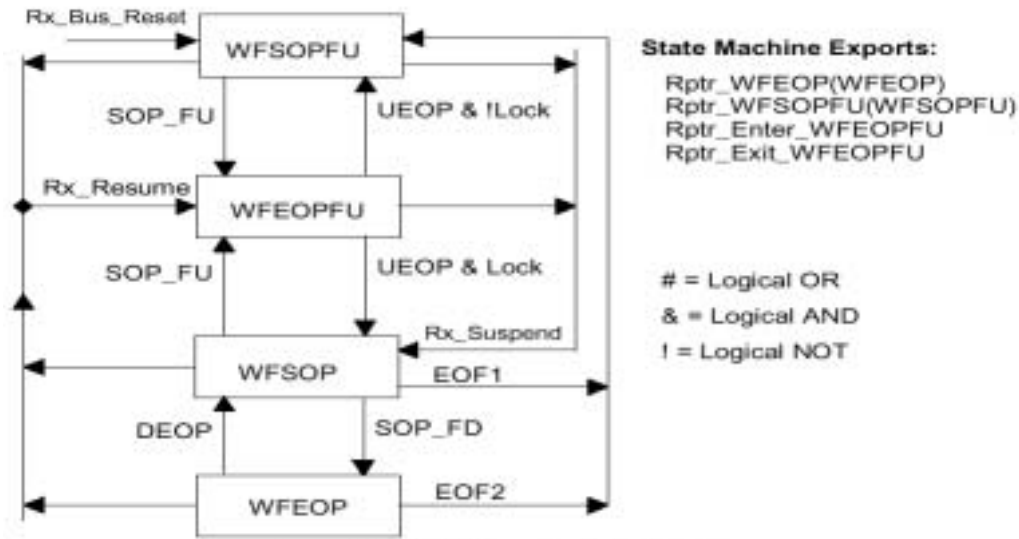 Rx_Bus_Reset
WFSOPFU
SOP_FU
UEOP & !Lock
Rx_Resume
WFEOPFU
SOP_FU
UEOP & Lock
Rx_Suspend
WFSOP
EOF1
DEOP
SOP_FD
WFEOP
EOF2
State Machine Exports:
Rptr_WFEOP(WFEOP)
Rptr_WFSOPFU(WFSOPFU)
Rptr_Enter_WFEOPFU
Rptr_Exit_WFEOPFU
# = Logical OR
& = Logical AND
! = Logical NOT